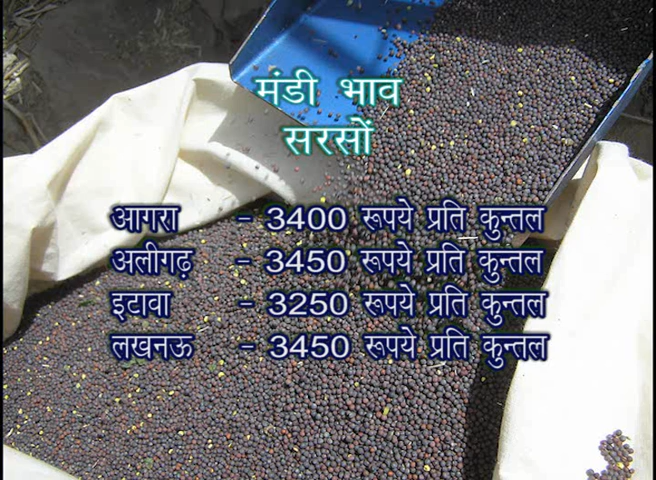 मंडी भाव
सरसों
आगरा - 3400 रूपये प्रति कुन्तल
अलीगढ़ - 3450 रूपये प्रति कुन्तल
इटावा - 3250 रूपये प्रति कुन्तल
लखनऊ - 3450 रूपये प्रति कुन्तल